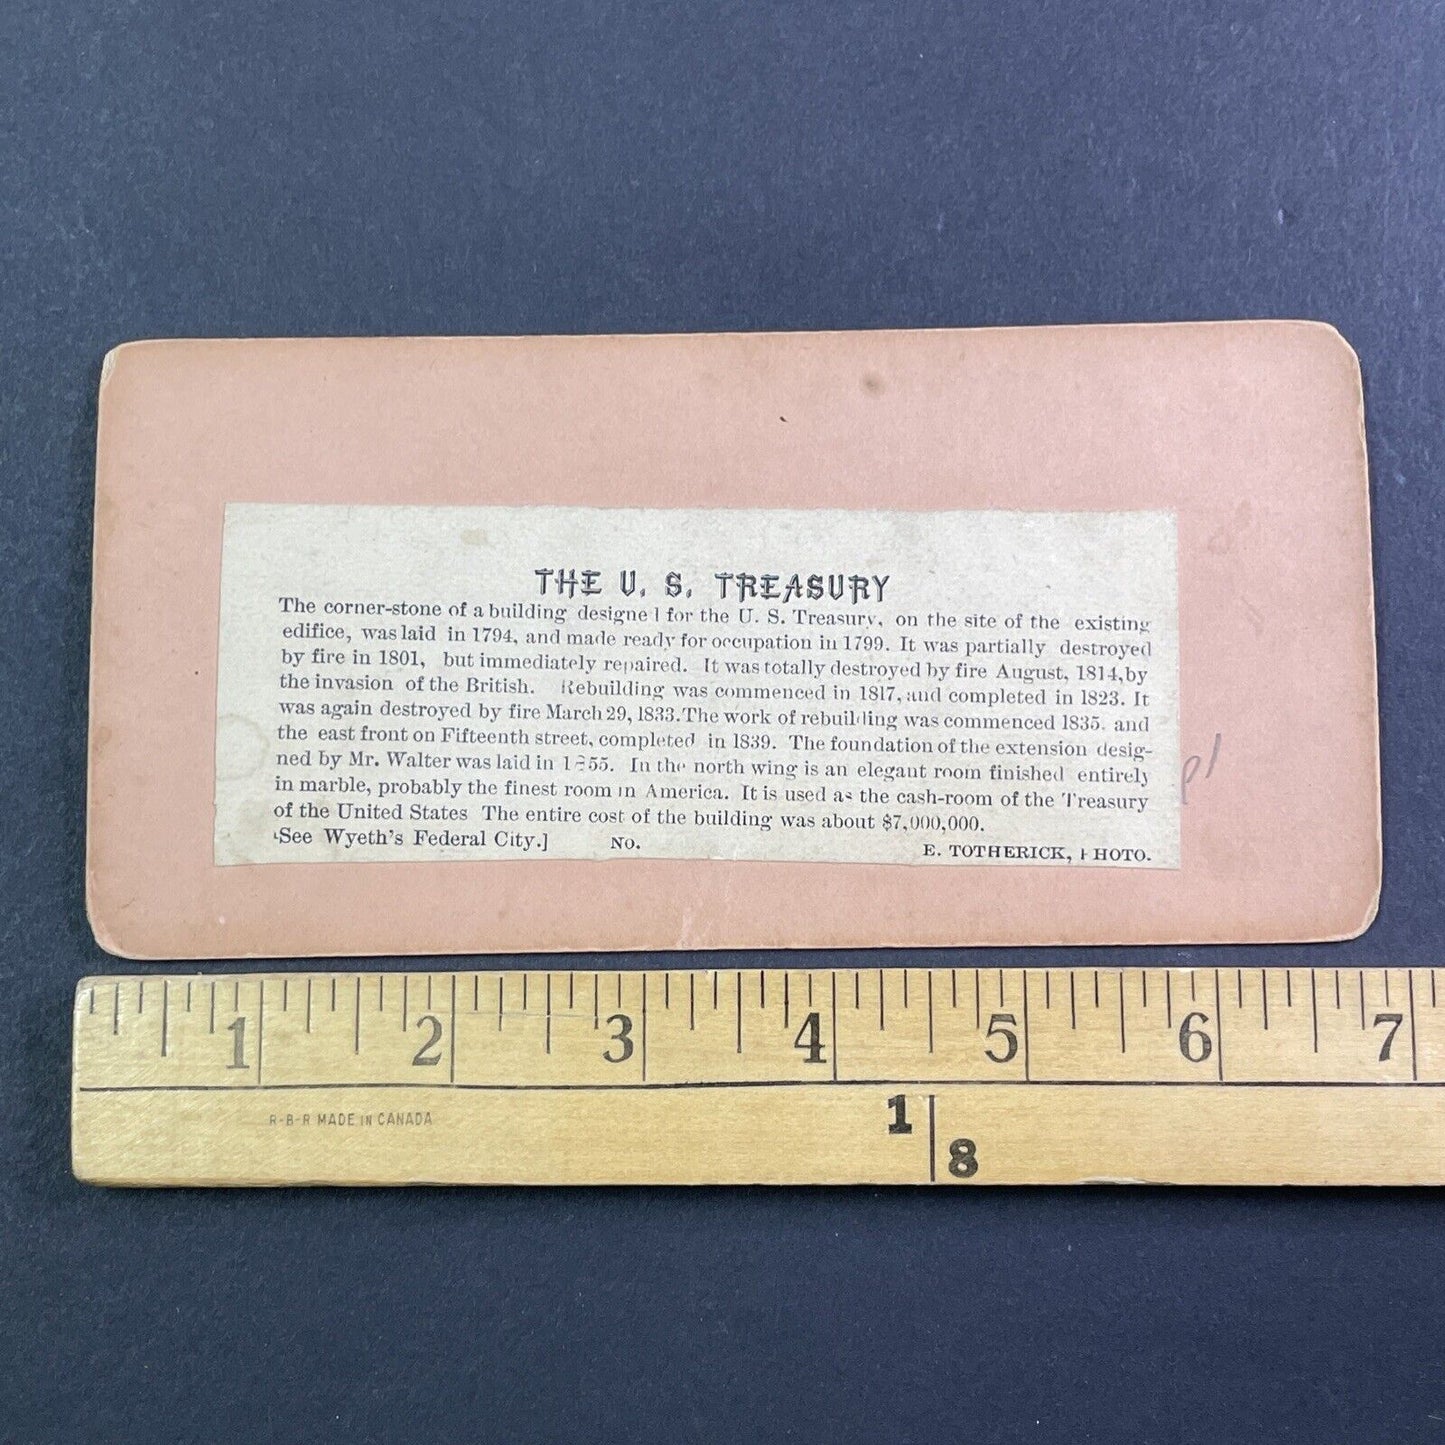 THE U. S. TREASURY
The corner-stone of a building designe l for the U. S. Treasury, on the site of the existing
edifice, was laid in 1794, and made ready for occupation in 1799. It was partially destroyed
by fire in 1801, but immediately repaired. It was totally destroyed by fire August, 1814, by
the invasion of the British. Rebuilding was commenced in 1817, and completed in 1823. It
was again destroyed by fire March 29, 1833. The work of rebuilding was commenced 1835, and
the east front on Fifteenth street, completed in 1839. The foundation of the extension desig-
ned by Mr. Walter was laid in 1855. In the north wing is an elegant room finished entirely
in marble, probably the finest room in America. It is used as the cash-room of the Treasury
of the United States The entire cost of the building was about $7,000,000.
[See Wyeth's Federal City.] NO. E. TOTHERICK, PHOTO.
1 2 3 4 5 6 7
R-B-R MADE IN CANADA
1
8